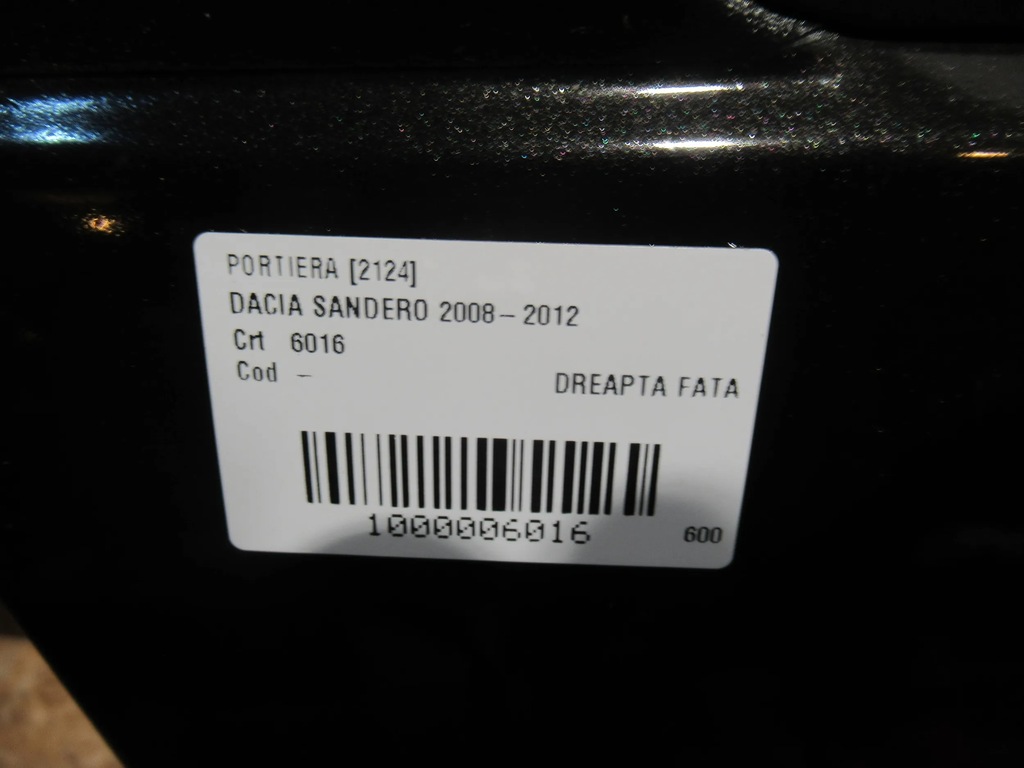 PORTIERA [2124]
DACIA SANDERO 2008-2012
Crt 6016
Cod -
DREAPTA FATA
1000006016
600